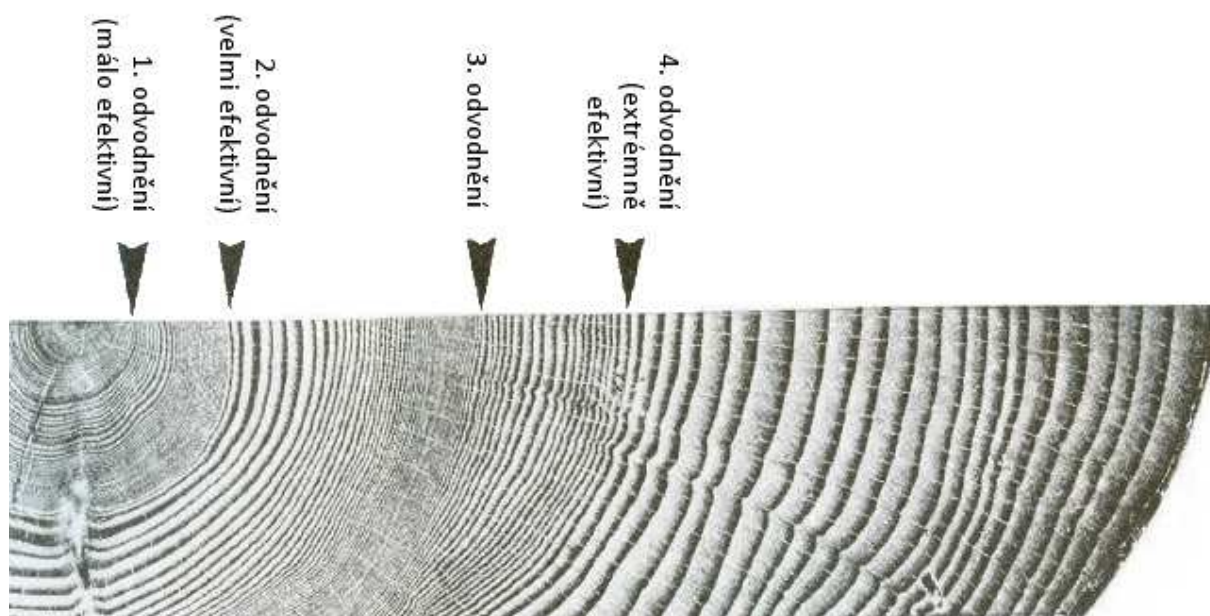 1. odvodnění
(málo efektivní)
2. odvodnění
(velmi efektivní)
3. odvodnění
4. odvodnění
(extrémně
efektivní)